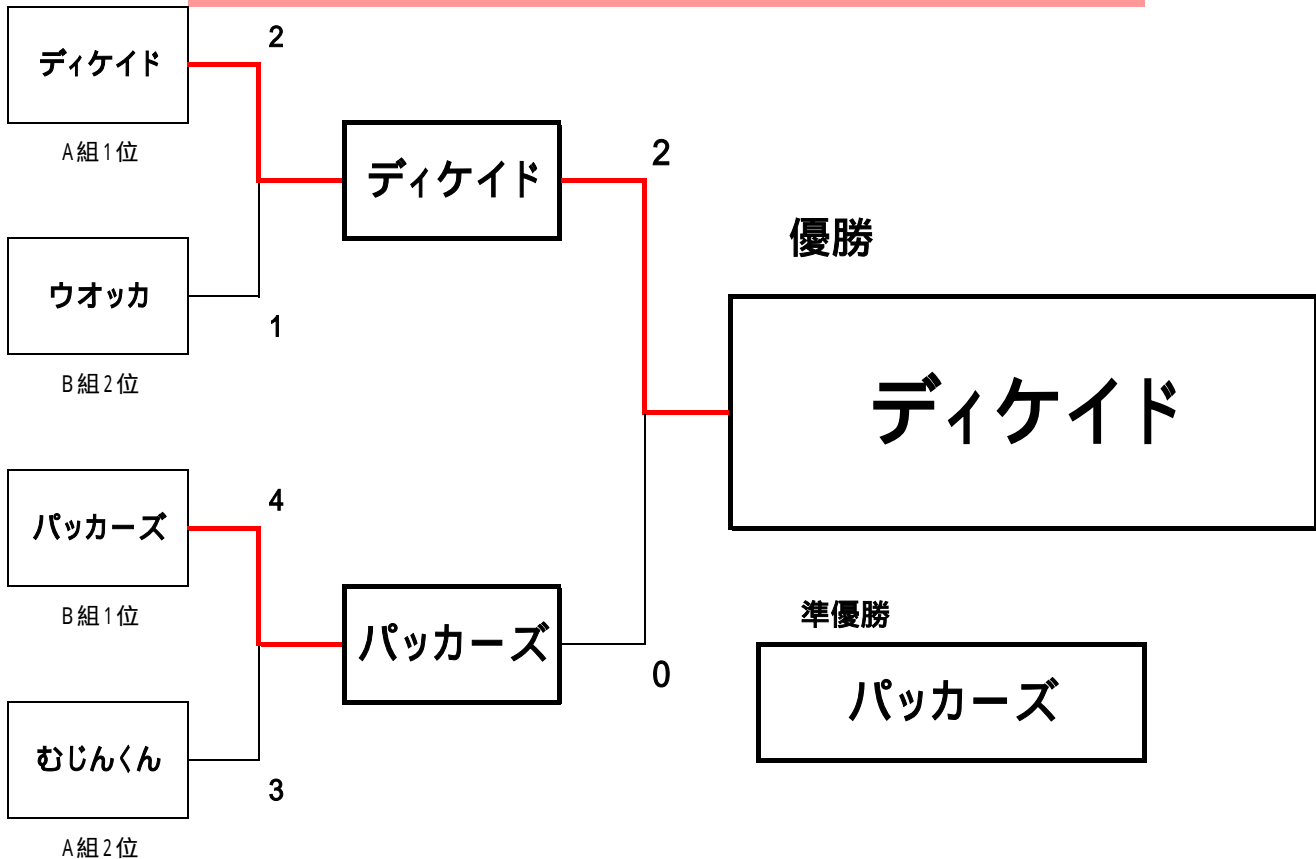 2
ディケイド
A組1位
ディケイド
2
優勝
ウオッカ
1
B組2位
ディケイド
パッカーズ
4
B組1位
準優勝
パッカーズ
0
パッカーズ
むじんくん
3
A組2位